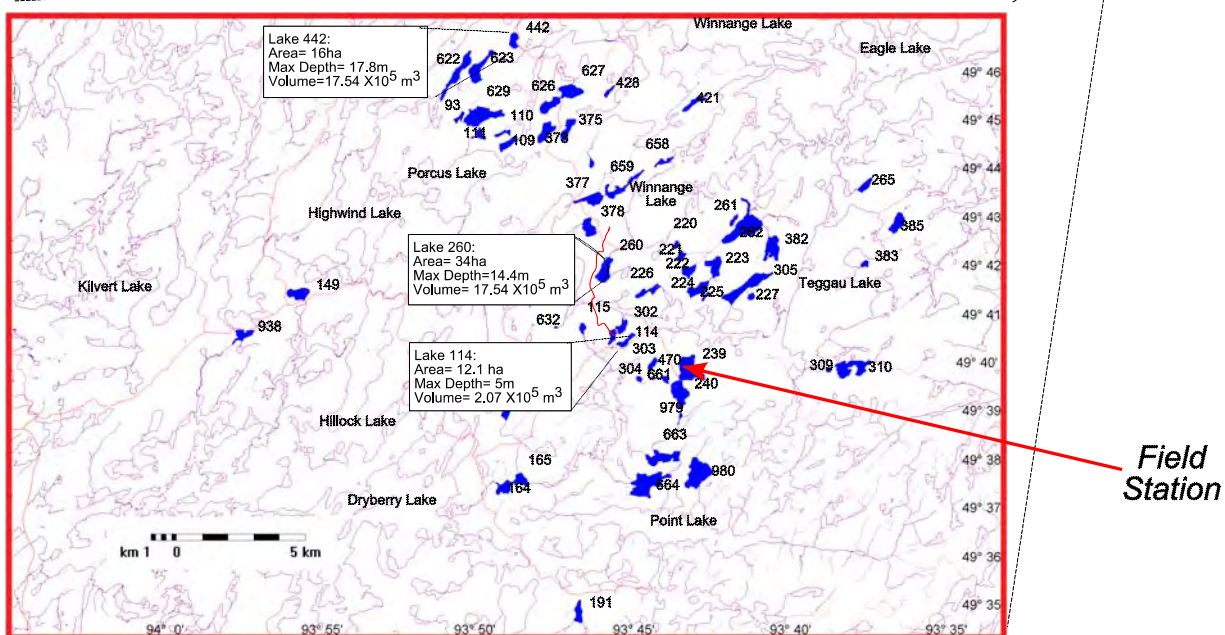 442
Winnange Lake
Eagle Lake
Lake 442:
Area= 16ha
Max Depth= 17.8m
Volume=17.54 X10⁵ m³
622
623
49° 46
627
626
428
629
421
93
110
375
49° 45
111
109
373
658
49° 44
Porcus Lake
659
377
Winnange
Lake
265
378
261
49° 43
Highwind Lake
220
385
262
Lake 260:
Area= 34ha
Max Depth=14.4m
Volume= 17.54 X10⁵ m³
260
221
382
222
223
383
49° 42
226
305
Kilvert Lake
149
224
225
227
Teggau Lake
115
302
49° 41
938
632
114
303
Lake 114:
Area= 12.1 ha
Max Depth= 5m
Volume= 2.07 X10⁵ m³
470
239
49° 40
304
661
309
310
240
979
49° 39
Hillock Lake
663
Field
Station
165
980
49° 38
164
664
Dryberry Lake
49° 37
Point Lake
km 1 0 5 km
49° 36
191
49° 35
94° 0'
93° 55
93° 50
93° 45
93° 40
93° 35